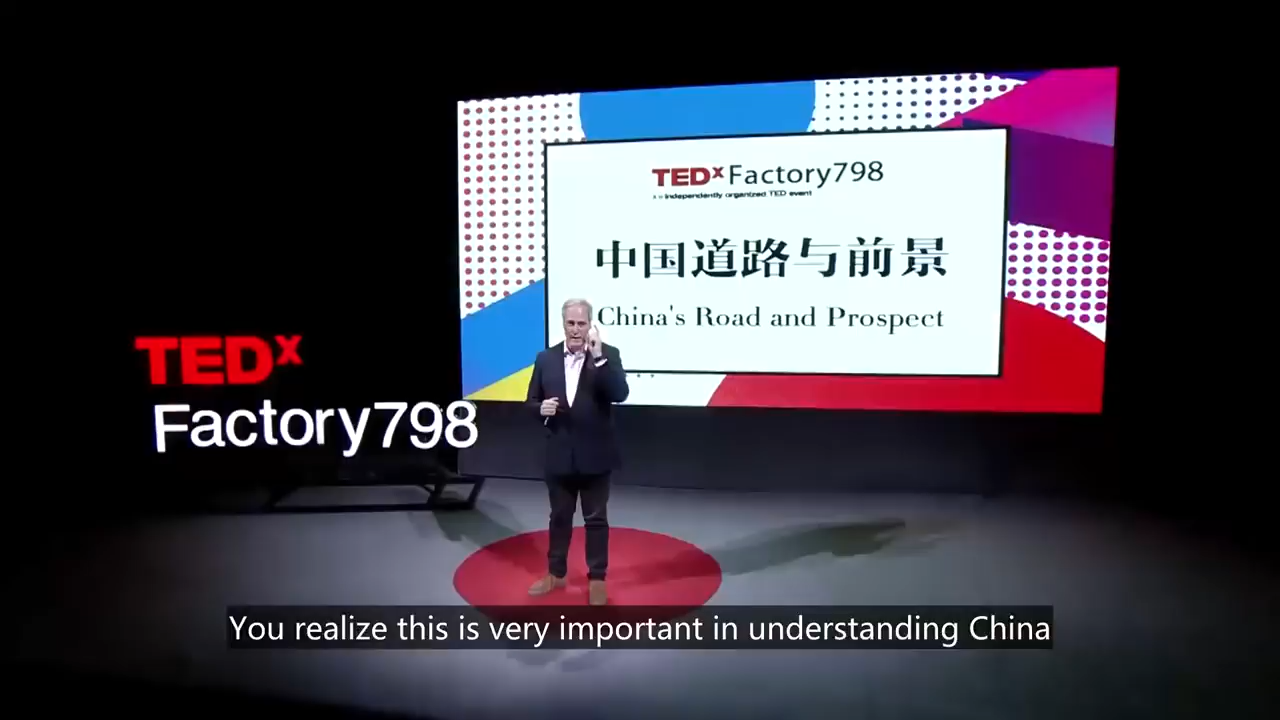 TEDx Factory798
x = independently organized TED event
中国道路与前景
China's Road and Prospect
TEDx
Factory798
You realize this is very important in understanding China